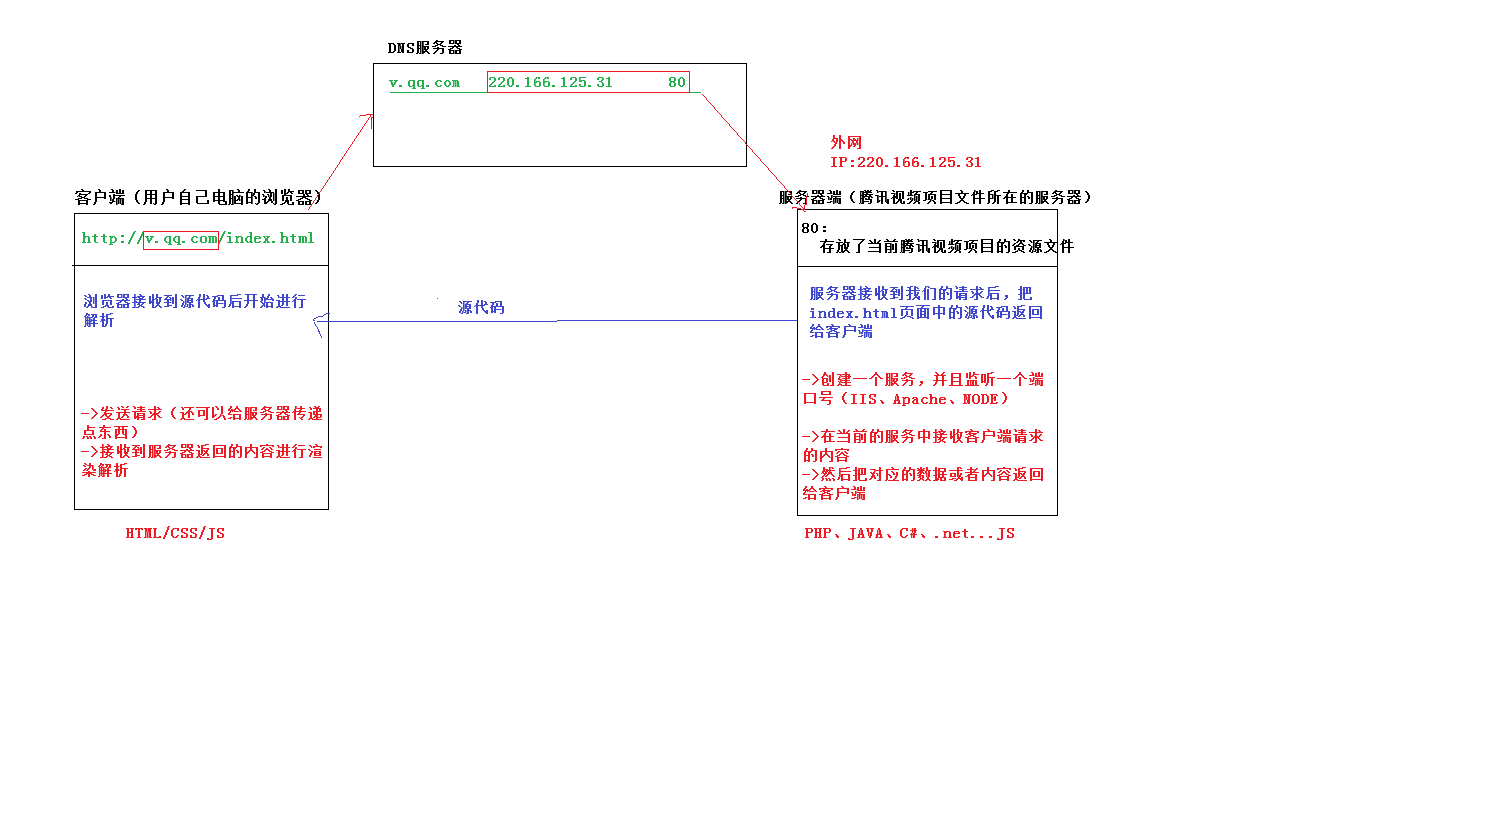 DNS服务器
v.qq.com 220.166.125.31 80
外网
IP:220.166.125.31
客户端（用户自己电脑的浏览器）
http://v.qq.com/index.html
浏览器接收到源代码后开始进行
解析
->发送请求（还可以给服务器传递
点东西）
->接收到服务器返回的内容进行渲
染解析
HTML/CSS/JS
源代码
服务器端（腾讯视频项目文件所在的服务器）
80：
存放了当前腾讯视频项目的资源文件
服务器接收到我们的请求后，把
index.html页面中的源代码返回
给客户端
->创建一个服务，并且监听一个端
口号（IIS、Apache、NODE）
->在当前的服务中接收客户端请求
的内容
->然后把对应的数据或者内容返回
给客户端
PHP、JAVA、C#、.net...JS